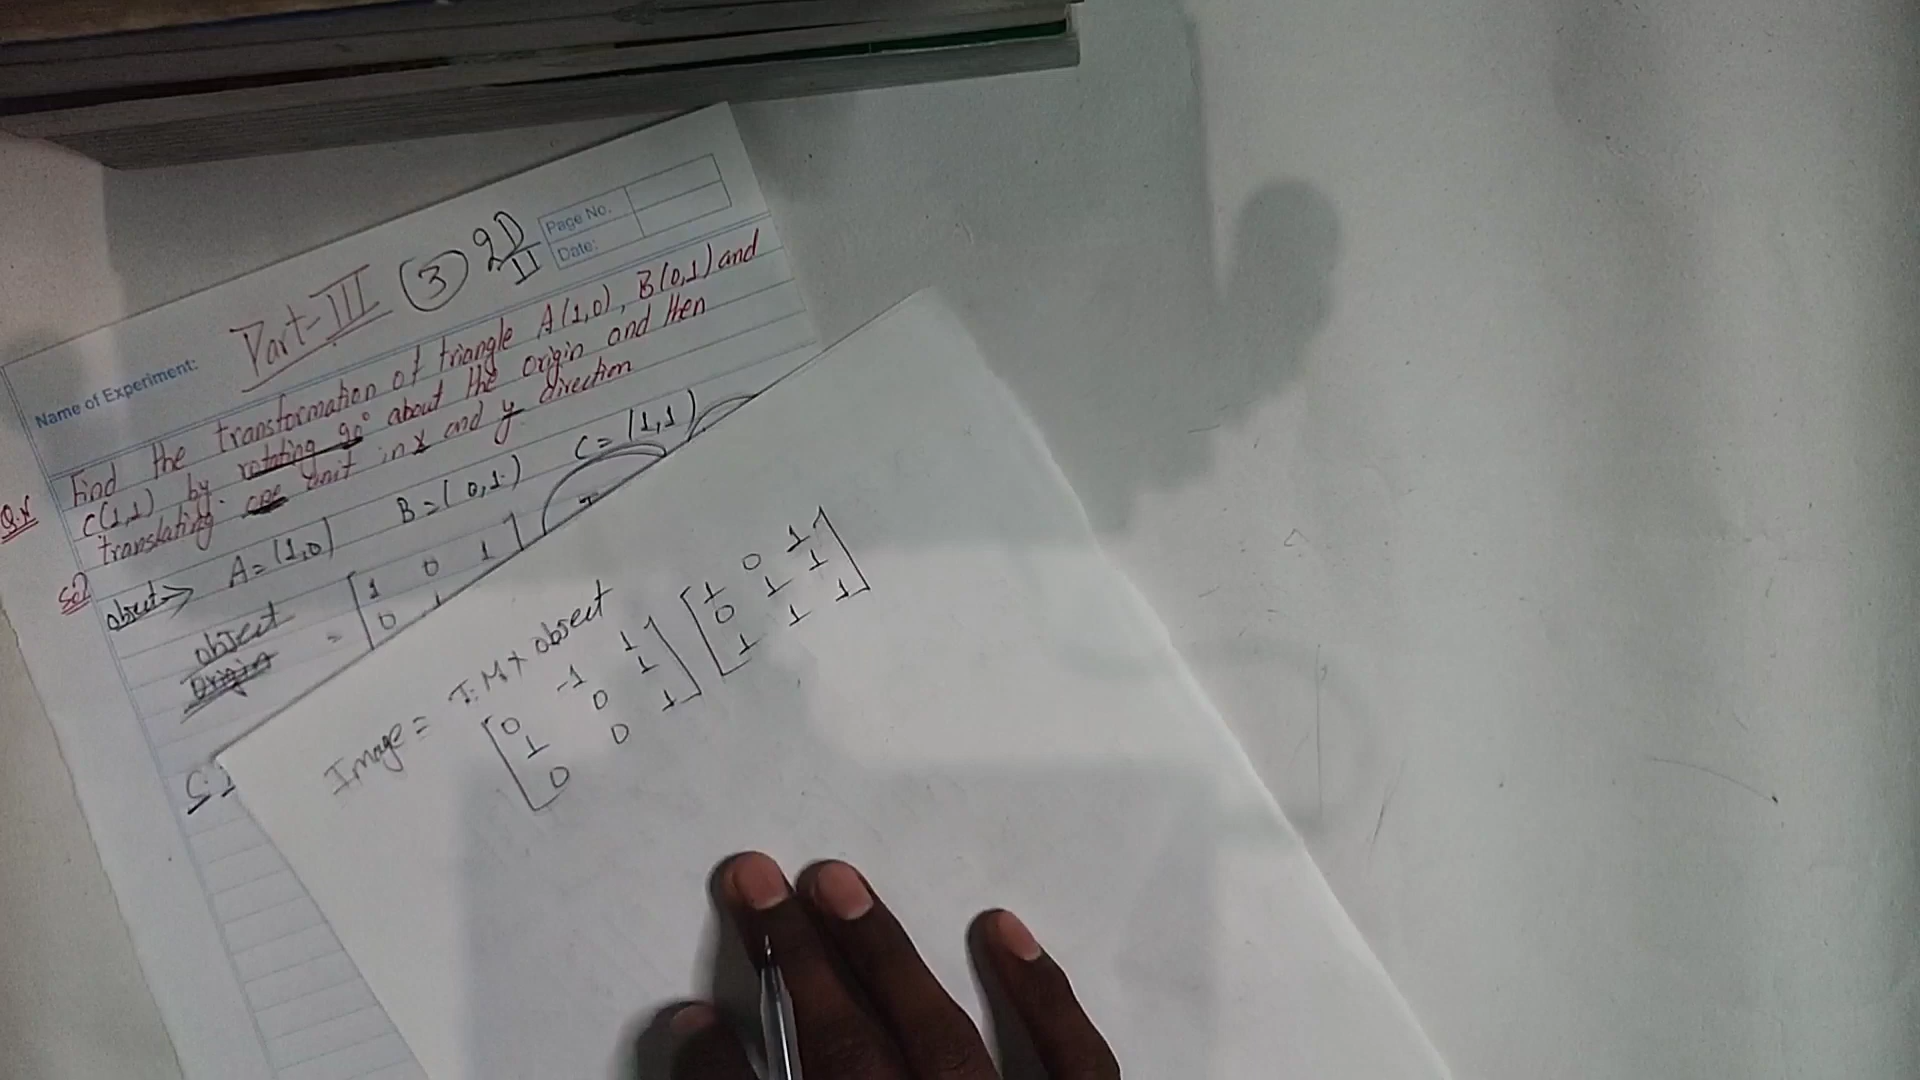 Part-III (3) 2D
II
Page No.
Date:
Name of Experiment:
Q.N Find the transformation of triangle A(1,0), B(0,1) and
C(1,1) by rotating 90° about the origin and then
translating one unit in x and y direction
Sol
object→ A=(1,0) B=(0,1) C=(1,1)
object = [1 0 1]
Origin 0 1
Image = T.M x object
[0 -1 1] [1 0 1]
1 0 1 0 1 1
0 0 1 1 1 1